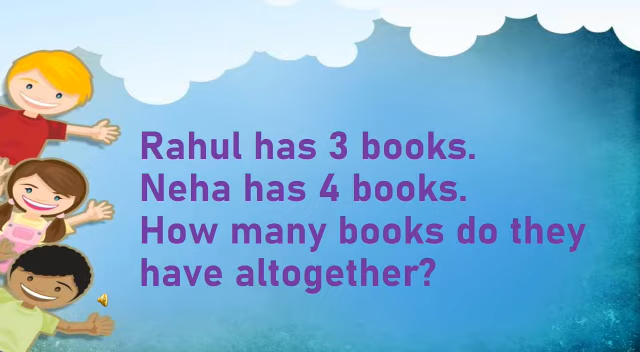 Rahul has 3 books.
Neha has 4 books.
How many books do they
have altogether?